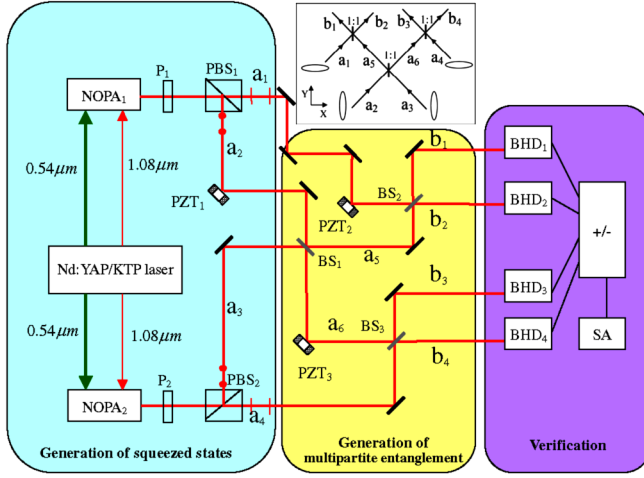 b₁ 1:1 b₂ b₃ 1:1 b₄
a₁ a₅ 1:1 a₆ a₄
Y
X
a₂ a₃
P₁ PBS₁ a₁
NOPA₁
0.54μm
1.08μm
a₂
PZT₁
PZT₂
BS₂
b₁
b₂
BHD₁
BHD₂
+/-
Nd:YAP/KTP laser
BS₁
a₅
a₃
b₃
BHD₃
0.54μm
1.08μm
a₆
BS₃
b₄
BHD₄
SA
PZT₃
P₂ PBS₂
NOPA₂
a₄
Generation of squeezed states
Generation of
multipartite entanglement
Verification